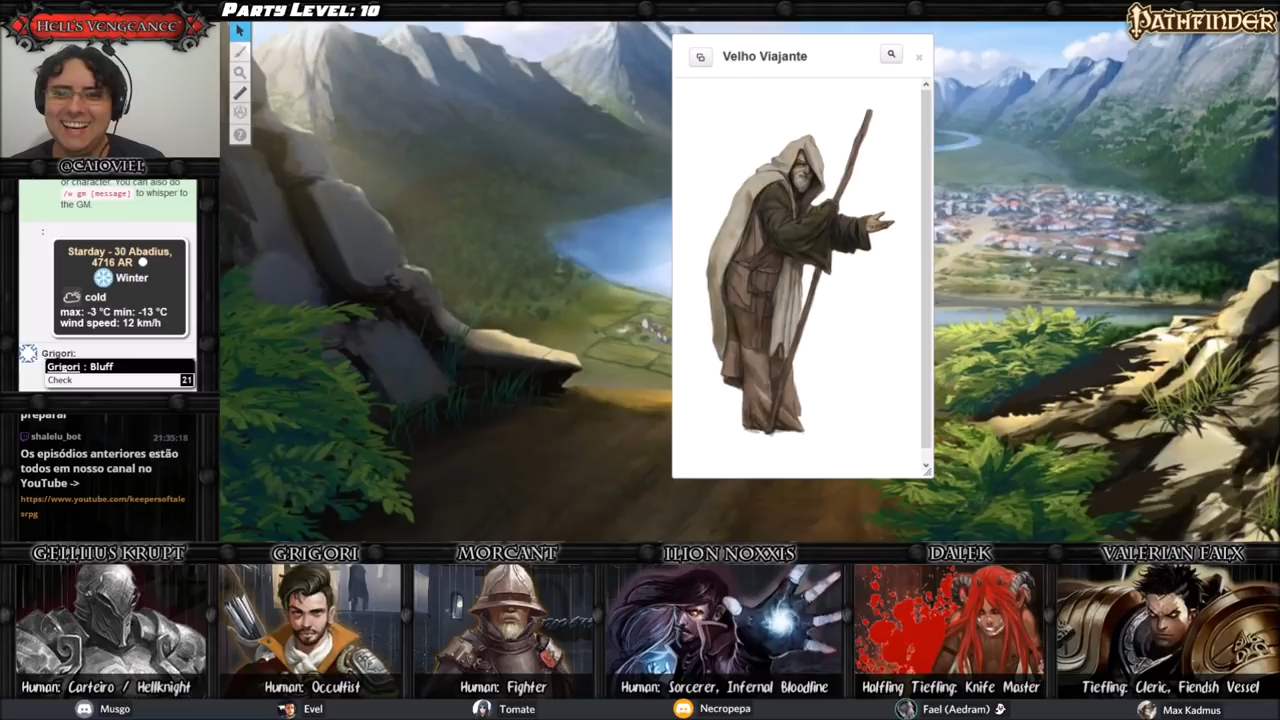 HELL'S VENGEANCE
PARTY LEVEL: 10
PATHFINDER
Velho Viajante
@CAIOVIEL
or character. You can also do
/w gm [message] to whisper to
the GM.
:
Starday - 30 Abadius,
4716 AR
Winter
cold
max: -3 °C min: -13 °C
wind speed: 12 km/h
Grigori:
Grigori : Bluff
Check 21
preparar
shalelu_bot 21:35:18
Os episódios anteriores estão
todos em nosso canal no
YouTube ->
https://www.youtube.com/keepersoftale
srpg
GELLIUS KRUPT GRIGORI MORCANT ILION NOXXIS DALEK VALERIAN FALX
Human: Carteiro / Hellknight Human: Occultist Human: Fighter Human: Sorcerer, Infernal Bloodline Halfling Tiefling: Knife Master Tiefling: Cleric, Fiendsh Vessel
Musgo Evel Tomate Necropepa Fael (Aedram) Max Kadmus